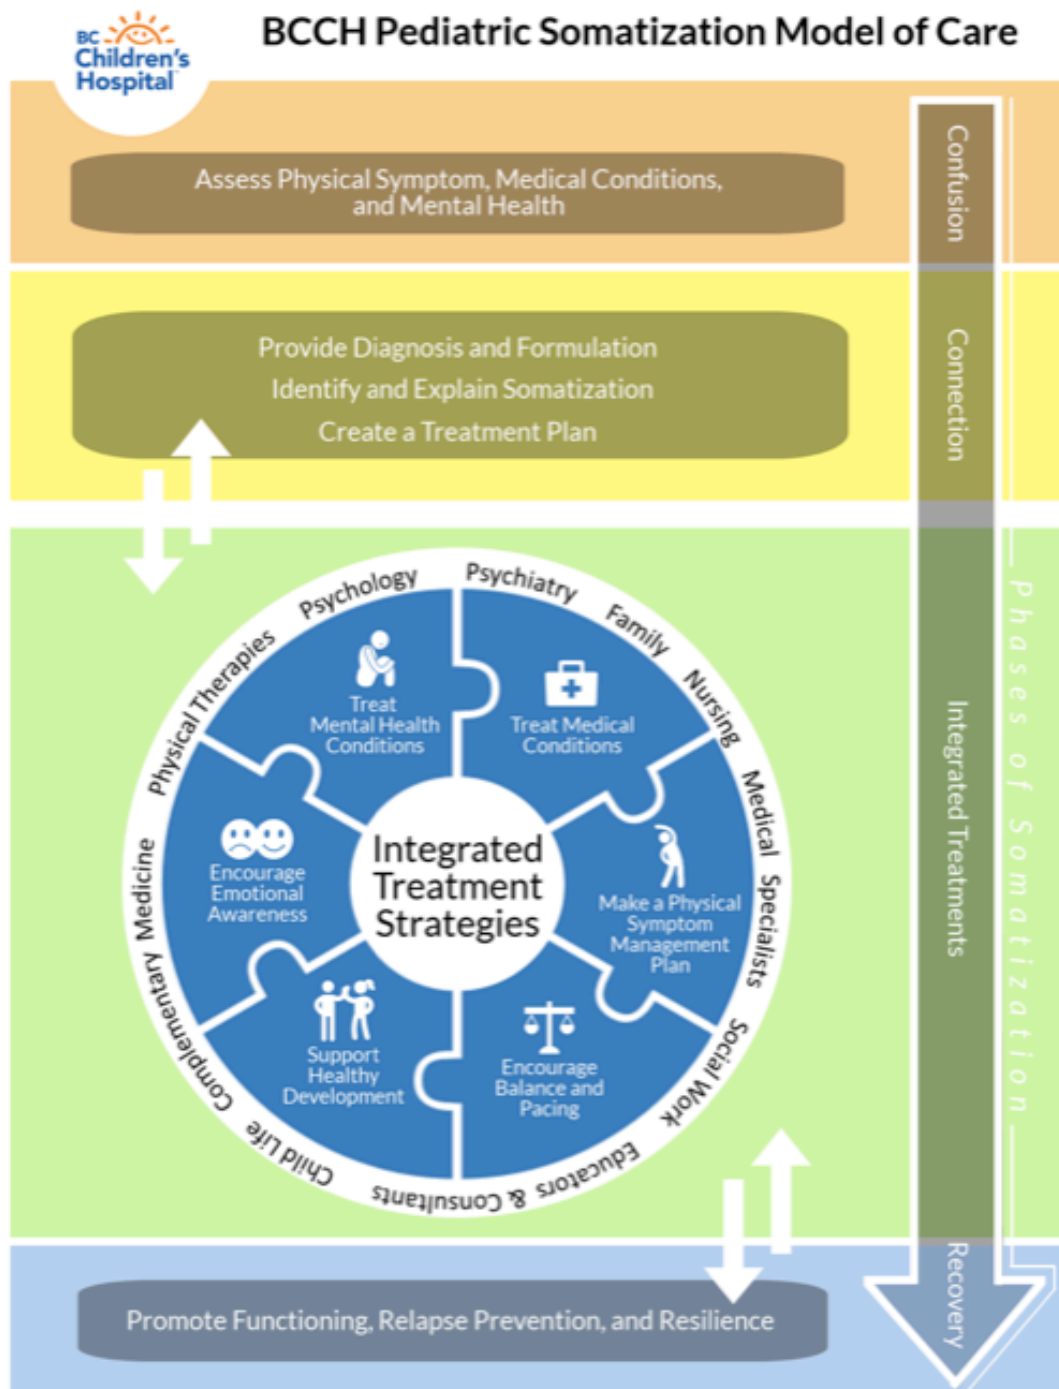 BC
Children's
Hospital
BCCH Pediatric Somatization Model of Care
Assess Physical Symptom, Medical Conditions,
and Mental Health
Confusion
Provide Diagnosis and Formulation
Identify and Explain Somatization
Create a Treatment Plan
Connection
Psychology
Psychiatry
Family
Nursing
Medical Specialists
Social Work
Educators & Consultants
Child Life
Complementary Medicine
Physical Therapies
Treat
Mental Health
Conditions
Treat Medical
Conditions
Encourage
Emotional
Awareness
Integrated
Treatment
Strategies
Make a Physical
Symptom
Management
Plan
Support
Healthy
Development
Encourage
Balance and
Pacing
Integrated Treatments
Phases of Somatization
Recovery
Promote Functioning, Relapse Prevention, and Resilience